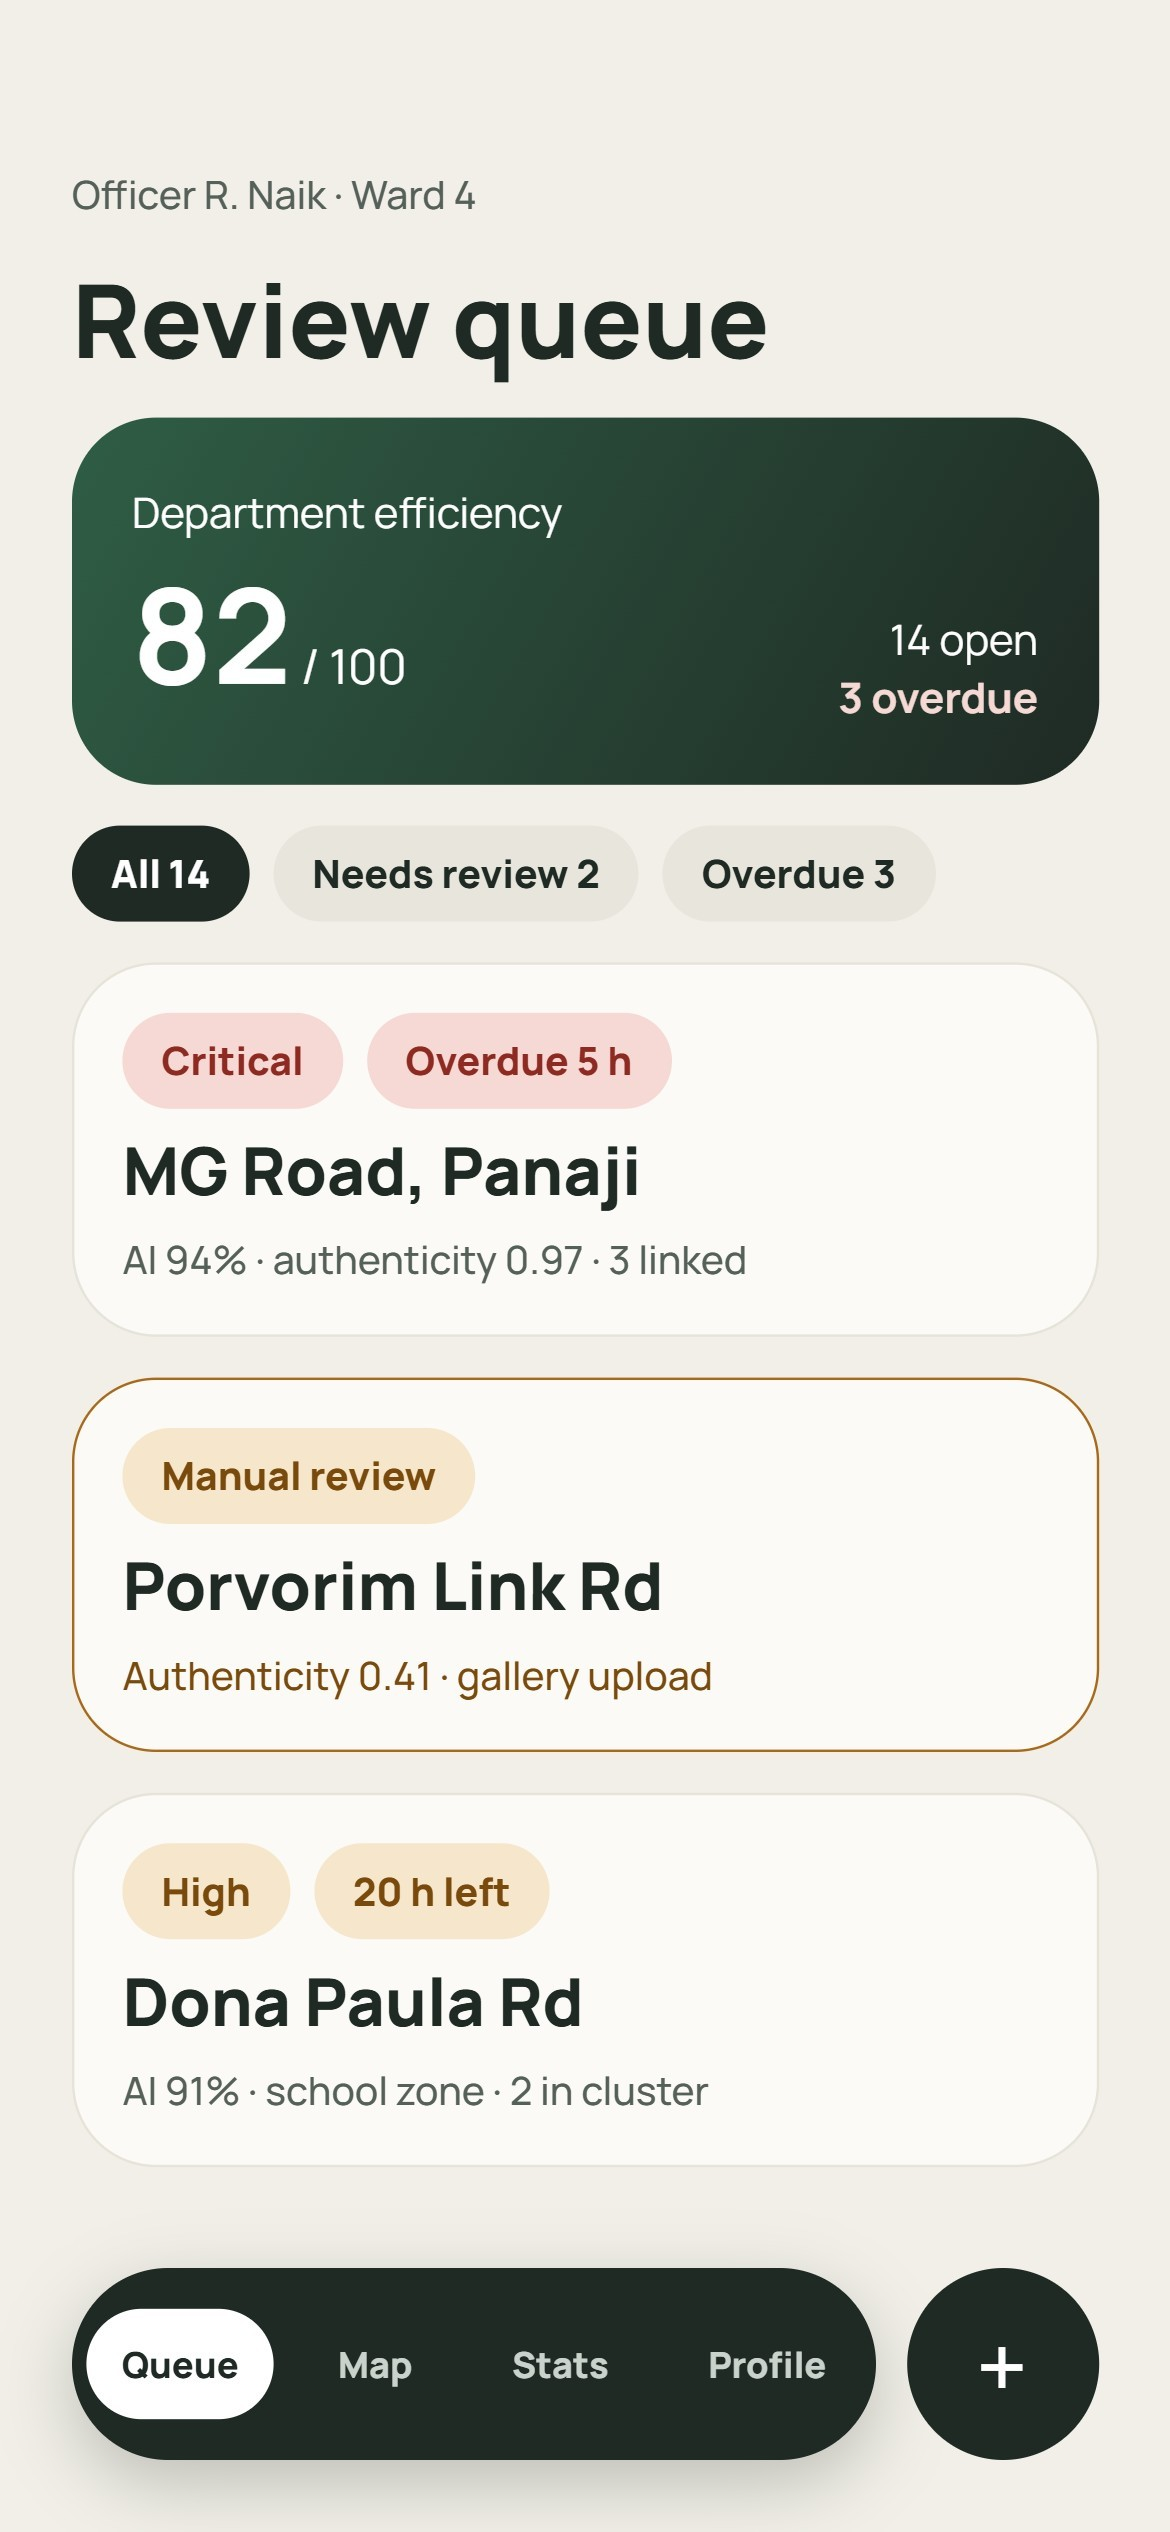 Officer R. Naik · Ward 4
Review queue
Department efficiency
82 / 100
14 open
3 overdue
All 14
Needs review 2
Overdue 3
Critical
Overdue 5 h
MG Road, Panaji
AI 94% · authenticity 0.97 · 3 linked
Manual review
Porvorim Link Rd
Authenticity 0.41 · gallery upload
High
20 h left
Dona Paula Rd
AI 91% · school zone · 2 in cluster
Queue
Map
Stats
Profile
+